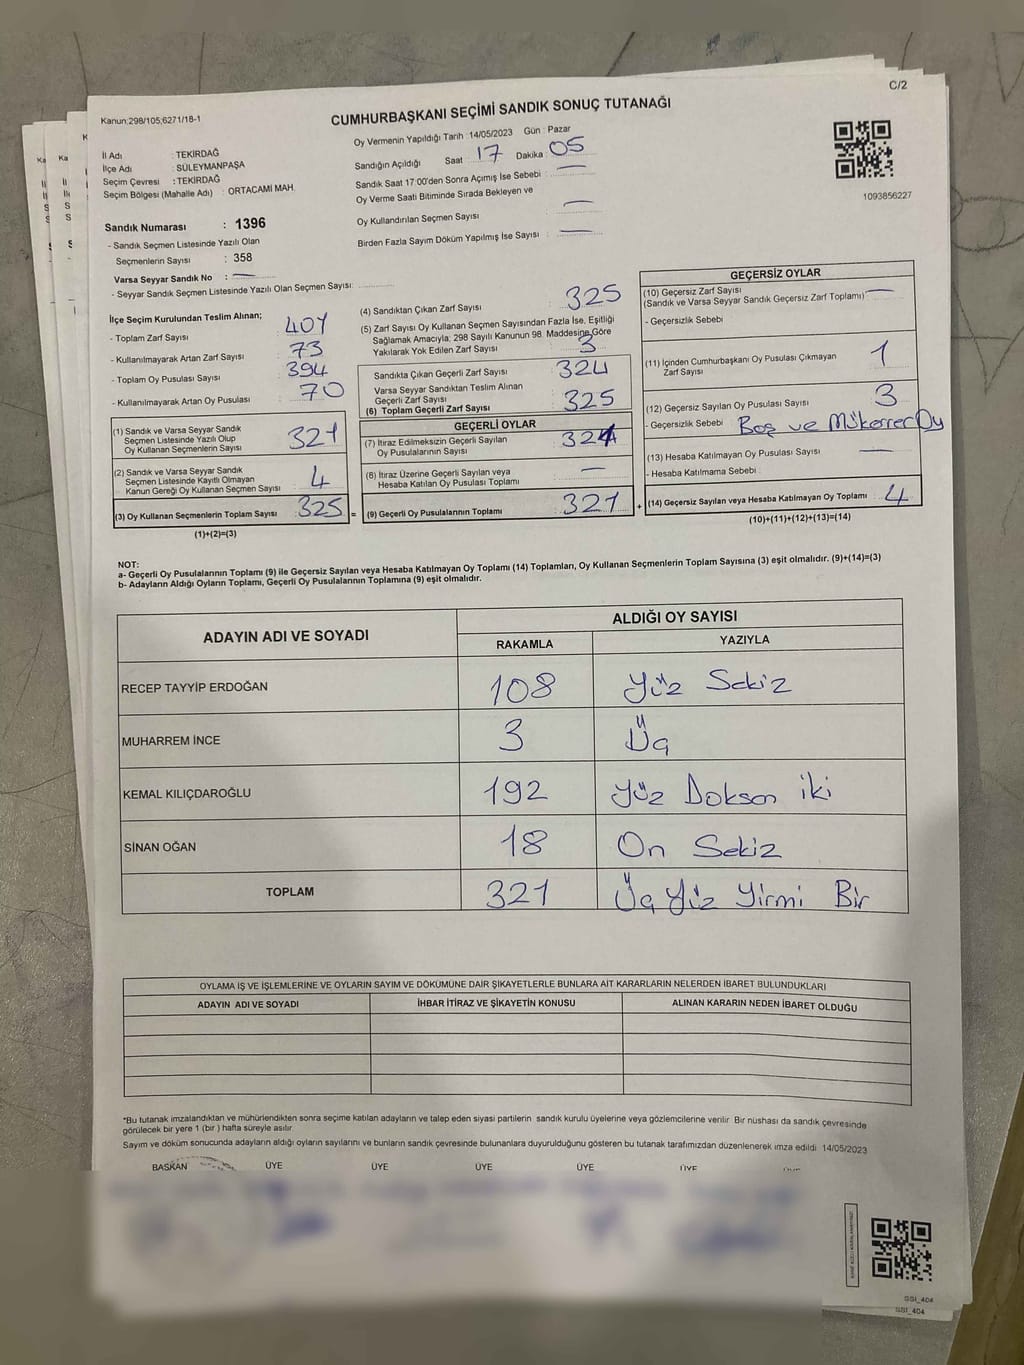 C/2
Kanun:298/105;6271/18-1
CUMHURBAŞKANI SEÇİMİ SANDIK SONUÇ TUTANAĞI
Oy Vermenin Yapıldığı Tarih :14/05/2023 Gün : Pazar
İl Adı : TEKİRDAĞ
İlçe Adı : SÜLEYMANPAŞA
Seçim Çevresi : TEKİRDAĞ
Seçim Bölgesi (Mahalle Adı) : ORTACAMİ MAH.
Sandığın Açıldığı Saat 17 Dakika 05
Sandık Saat 17:00'den Sonra Açımış İse Sebebi :
Oy Verme Saati Bitiminde Sırada Bekleyen ve
Oy Kullandırılan Seçmen Sayısı :
Birden Fazla Sayım Döküm Yapılmış İse Sayısı :
1093856227
Sandık Numarası : 1396
- Sandık Seçmen Listesinde Yazılı Olan
Seçmenlerin Sayısı : 358
Varsa Seyyar Sandık No :
- Seyyar Sandık Seçmen Listesinde Yazılı Olan Seçmen Sayısı:
İlçe Seçim Kurulundan Teslim Alınan;
- Toplam Zarf Sayısı : 401
- Kullanılmayarak Artan Zarf Sayısı : 73
- Toplam Oy Pusulası Sayısı : 394
- Kullanılmayarak Artan Oy Pusulası : 70
(1) Sandık ve Varsa Seyyar Sandık
Seçmen Listesinde Yazılı Olup
Oy Kullanan Seçmenlerin Sayısı : 321
(2) Sandık ve Varsa Seyyar Sandık
Seçmen Listesinde Kayıtlı Olmayan
Kanun Gereği Oy Kullanan Seçmen Sayısı : 4
(3) Oy Kullanan Seçmenlerin Toplam Sayısı : 325 =
(1)+(2)=(3)
(4) Sandıktan Çıkan Zarf Sayısı : 325
(5) Zarf Sayısı Oy Kullanan Seçmen Sayısından Fazla İse, Eşitliği
Sağlamak Amacıyla; 298 Sayılı Kanunun 98. Maddesine Göre
Yakılarak Yok Edilen Zarf Sayısı : 3
Sandıkta Çıkan Geçerli Zarf Sayısı : 324
Varsa Seyyar Sandıktan Teslim Alınan
Geçerli Zarf Sayısı
(6) Toplam Geçerli Zarf Sayısı : 325
GEÇERLİ OYLAR
(7) İtiraz Edilmeksizin Geçerli Sayılan
Oy Pusulalarının Sayısı : 321
(8) İtiraz Üzerine Geçerli Sayılan veya
Hesaba Katılan Oy Pusulası Toplamı :
(9) Geçerli Oy Pusulalarının Toplamı : 321 +
GEÇERSİZ OYLAR
(10) Geçersiz Zarf Sayısı
(Sandık ve Varsa Seyyar Sandık Geçersiz Zarf Toplamı) :
- Geçersizlik Sebebi :
(11) İçinden Cumhurbaşkanı Oy Pusulası Çıkmayan
Zarf Sayısı : 1
(12) Geçersiz Sayılan Oy Pusulası Sayısı : 3
- Geçersizlik Sebebi : Boş ve Mükerrer Oy
(13) Hesaba Katılmayan Oy Pusulası Sayısı :
- Hesaba Katılmama Sebebi :
(14) Geçersiz Sayılan veya Hesaba Katılmayan Oy Toplamı : 4
(10)+(11)+(12)+(13)=(14)
NOT:
a- Geçerli Oy Pusulalarının Toplamı (9) ile Geçersiz Sayılan veya Hesaba Katılmayan Oy Toplamı (14) Toplamları, Oy Kullanan Seçmenlerin Toplam Sayısına (3) eşit olmalıdır. (9)+(14)=(3)
b- Adayların Aldığı Oyların Toplamı, Geçerli Oy Pusulalarının Toplamına (9) eşit olmalıdır.
ADAYIN ADI VE SOYADI
ALDIĞI OY SAYISI
RAKAMLA YAZIYLA
RECEP TAYYİP ERDOĞAN 108 Yüz Sekiz
MUHARREM İNCE 3 Üç
KEMAL KILIÇDAROĞLU 192 Yüz Doksan iki
SİNAN OĞAN 18 On Sekiz
TOPLAM 321 Üç Yüz Yirmi Bir
OYLAMA İŞ VE İŞLEMLERİNE VE OYLARIN SAYIM VE DÖKÜMÜNE DAİR ŞİKAYETLERLE BUNLARA AİT KARARLARIN NELERDEN İBARET BULUNDUKLARI
ADAYIN ADI VE SOYADI İHBAR İTİRAZ VE ŞİKAYETİN KONUSU ALINAN KARARIN NEDEN İBARET OLDUĞU
*Bu tutanak imzalandıktan ve mühürlendikten sonra seçime katılan adayların ve talep eden siyasi partilerin sandık kurulu üyelerine veya gözlemcilerine verilir. Bir nüshası da sandık çevresinde
görülecek bir yere 1 (bir ) hafta süreyle asılır.
Sayım ve döküm sonucunda adayların aldığı oyların sayılarını ve bunların sandık çevresinde bulunanlara duyurulduğunu gösteren bu tutanak tarafımızdan düzenlenerek imza edildi. 14/05/2023
BAŞKAN ÜYE ÜYE ÜYE ÜYE ÜYE
SSI_404
SSI_404